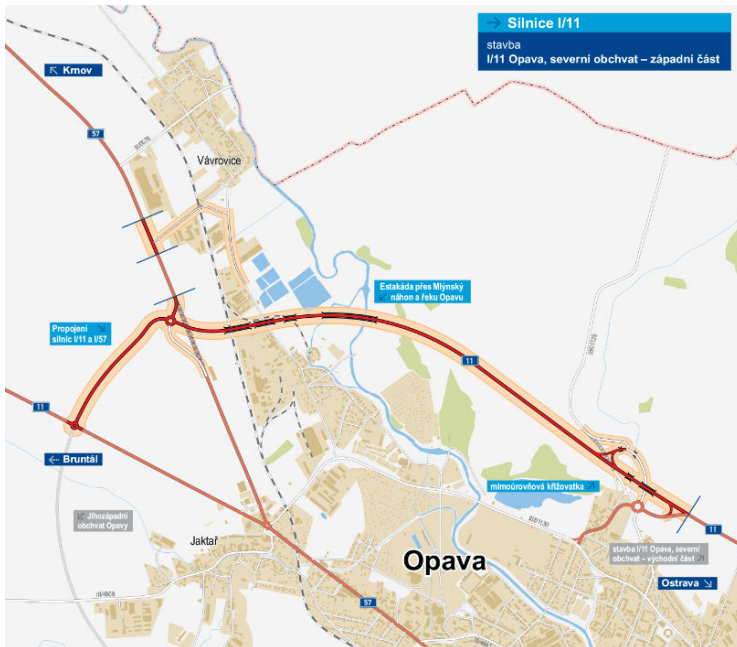 → Silnice I/11
stavba
I/11 Opava, severní obchvat – západní část
↖ Krnov
57
Vávrovice
Estakáda přes Mlýnský
↙ náhon a řeku Opavu
Propojení ↘
silnic I/11 a I/57
11
11
← Bruntál
mimoúrovňová křižovatka ↗
↙ Jihozápadní
obchvat Opavy
Jaktař
Opava
11
stavba I/11 Opava, severní
obchvat – východní část ↗
Ostrava ↘
57